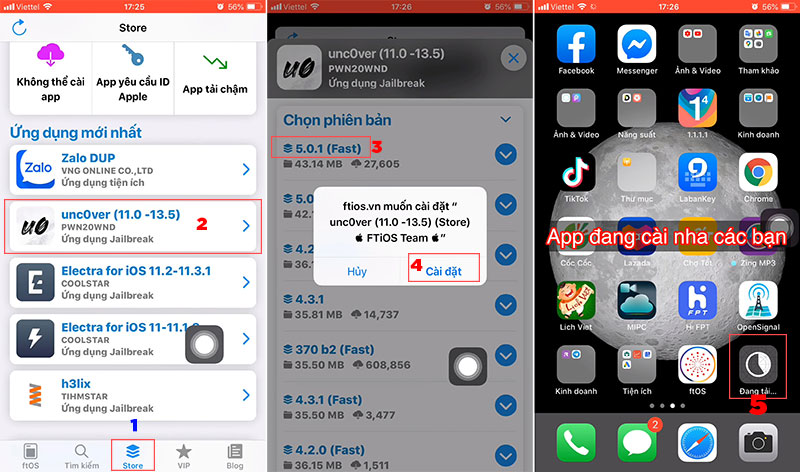 Viettel 17:25 56%
Store
Không thể cài
app
App yêu cầu ID
Apple
App tải chậm
Ứng dụng mới nhất
Zalo
Zalo DUP
VNG ONLINE CO.,LTD
Ứng dụng tiện ích
u0
unc0ver (11.0 -13.5)
PWN20WND
Ứng dụng Jailbreak
2
Electra for iOS 11.2-11.3.1
COOLSTAR
Ứng dụng Jailbreak
Electra for iOS 11-11.1.2
COOLSTAR
Ứng dụng Jailbreak
h3lix
TIHMSTAR
Ứng dụng Jailbreak
1
ftOS
Tìm kiếm
Store
VIP
Blog
Viettel 17:26 56%
u0
unc0ver (11.0 -13.5)
PWN20WND
Ứng dụng Jailbreak
Chọn phiên bản
5.0.1 (Fast)
3
43.14 MB 27,605
ftios.vn muốn cài đặt “
unc0ver (11.0 -13.5) (Store)
FTiOS Team “
4
Hủy
Cài đặt
4.3.1
35.81 MB 14,737
370 b2 (Fast)
35.50 MB 608,856
4.3.1 (Fast)
35.50 MB 3,477
4.2.0 (Fast)
36.15 MB 1,511
Viettel 17:26 56%
Facebook
Messenger
Ảnh & Video
Tham khảo
Ảnh & Video
Năng suất
1.1.1.1
Kinh doanh
TikTok
Thư mục
LabanKey
Chrome
App đang cài nha các bạn
Cốc Cốc
Lazada
Chợ Tốt
Zing MP3
Lich Viet
MIPC
Hi FPT
OpenSignal
Kinh doanh
Tiện ích
ftOS
Đang tải...
5
2